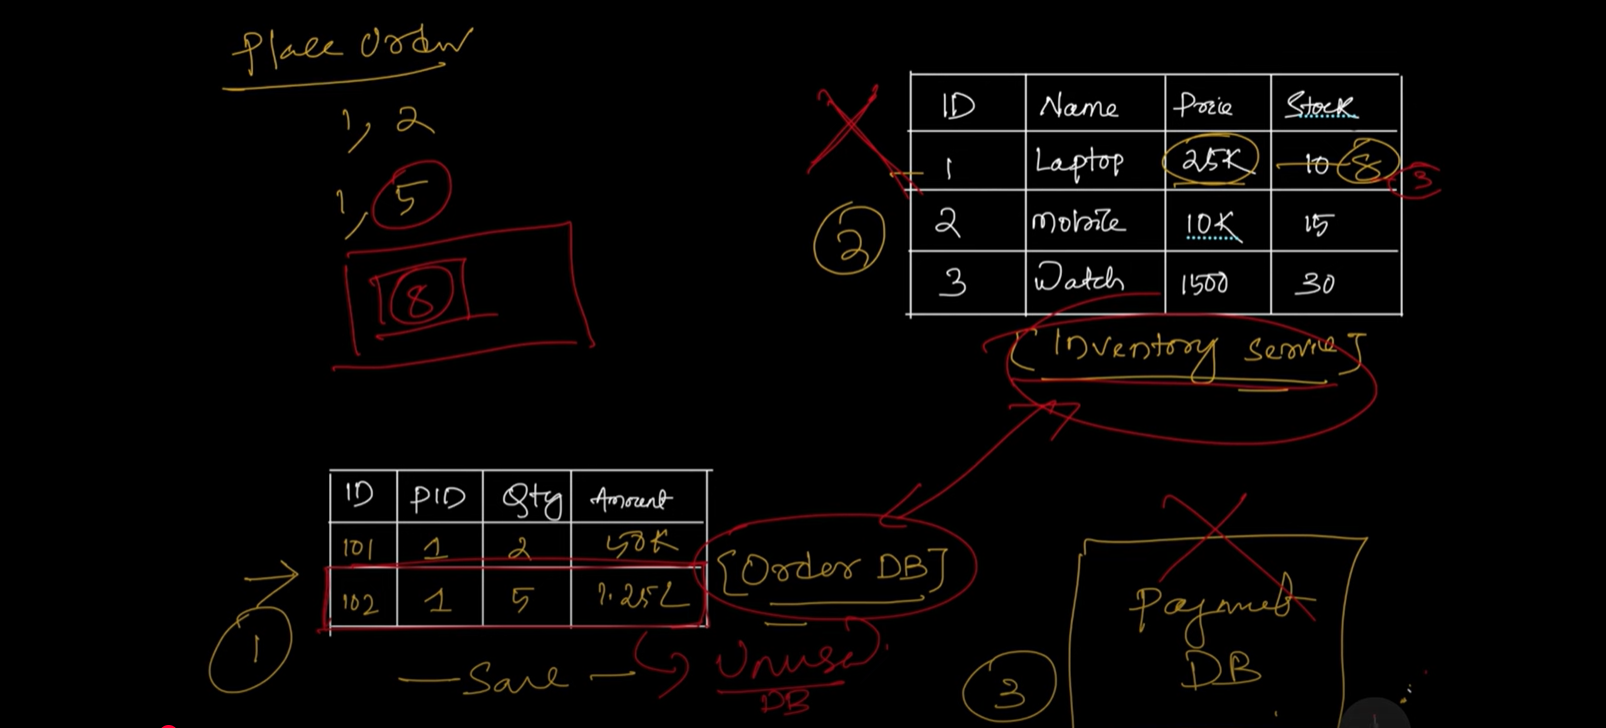 Place Order
1, 2
1, 5
8
ID Name Price Stock
1 Laptop 25K 10 8 3
2 Mobile 10K 15
3 Watch 1500 30
2
[Inventory Service]
ID PID Qty Amount
101 1 2 50K
102 1 5 1.25L
[Order DB]
1
Save
Unused
DB
3
Payment
DB